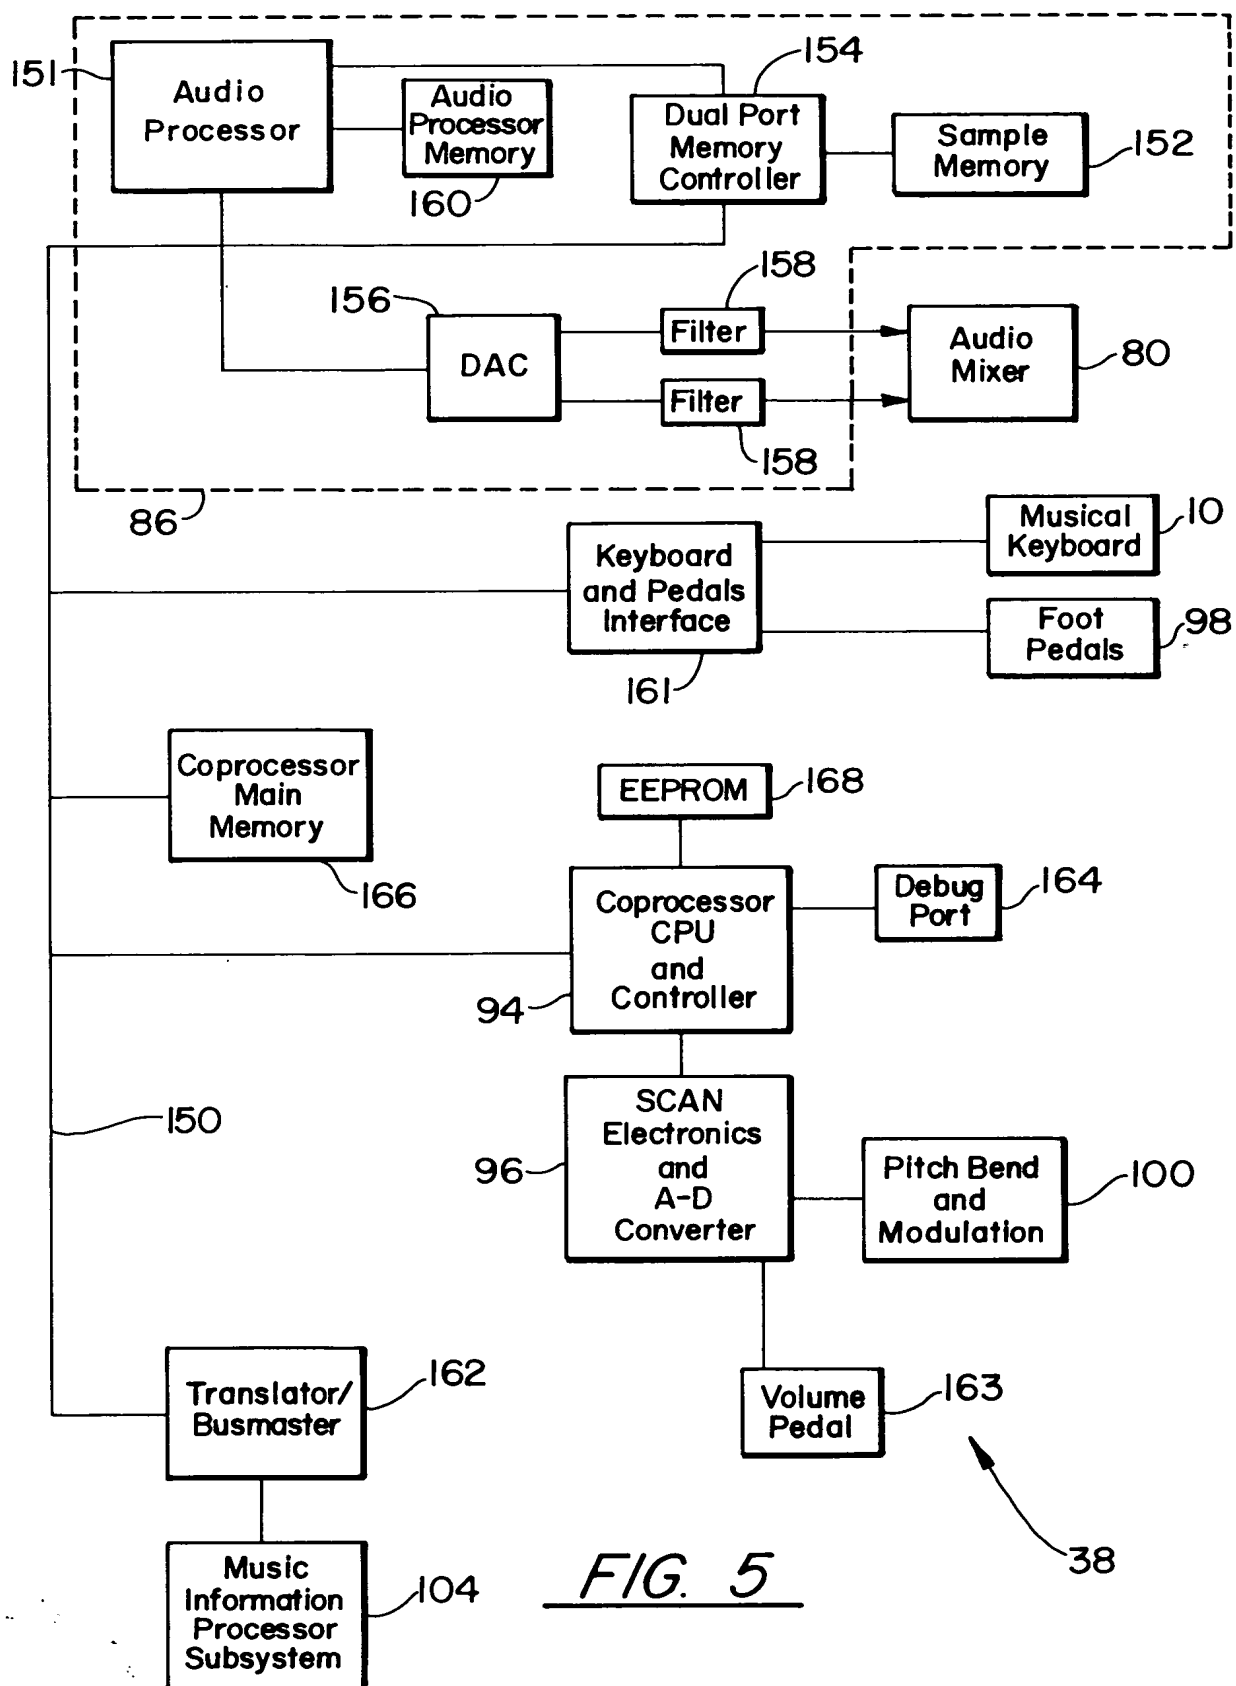 151
Audio
Processor
Audio
Processor
Memory
160
154
Dual Port
Memory
Controller
Sample
Memory
152
156
DAC
158
Filter
Filter
158
Audio
Mixer
80
86
Keyboard
and Pedals
Interface
161
Musical
Keyboard
10
Foot
Pedals
98
Coprocessor
Main
Memory
166
EEPROM
168
Coprocessor
CPU
and
Controller
94
Debug
Port
164
150
SCAN
Electronics
and
A-D
Converter
96
Pitch Bend
and
Modulation
100
Translator/
Busmaster
162
Volume
Pedal
163
38
Music
Information
Processor
Subsystem
104
FIG. 5